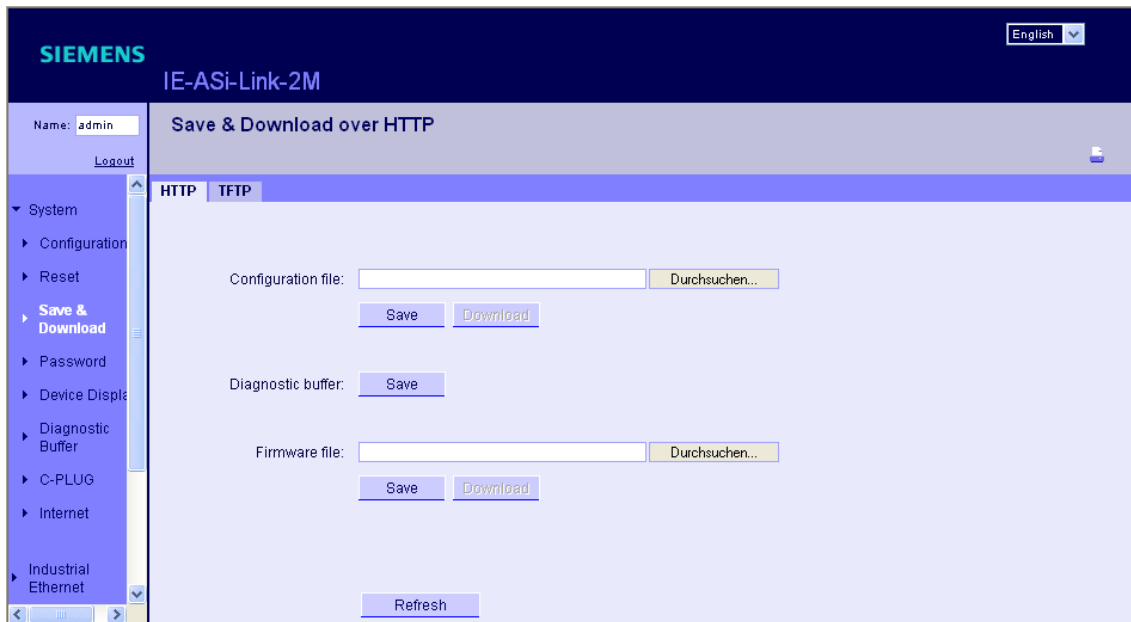 SIEMENS
English
IE-ASi-Link-2M
Name: admin
Save & Download over HTTP
Logout
HTTP TFTP
System
Configuration
Reset
Save &
Download
Password
Device Displa
Diagnostic
Buffer
C-PLUG
Internet
Industrial
Ethernet
Configuration file: Durchsuchen...
Save Download
Diagnostic buffer: Save
Firmware file: Durchsuchen...
Save Download
Refresh